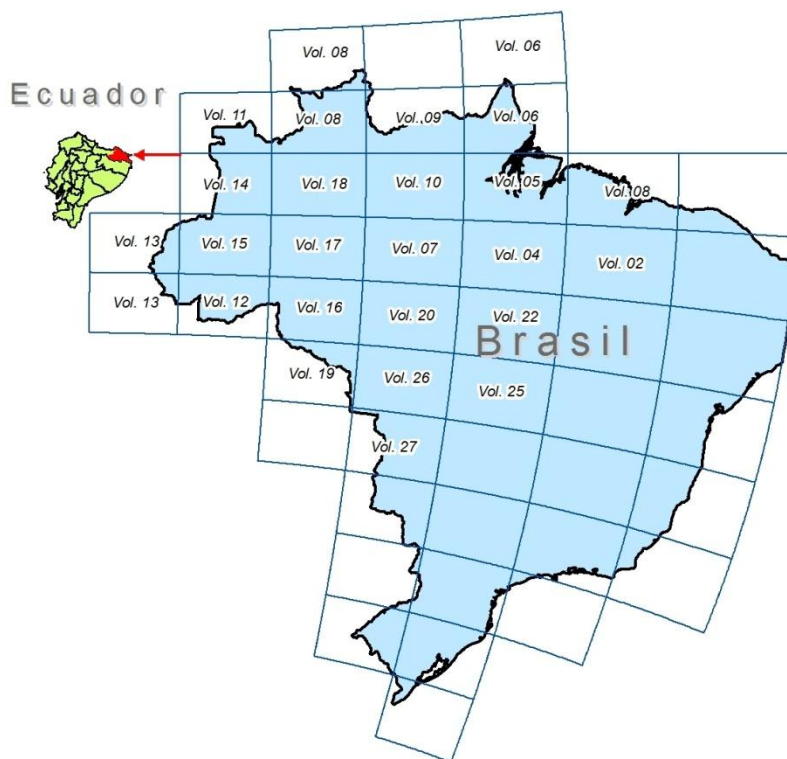 Vol. 08
Vol. 06
Ecuador
Vol. 11
Vol. 08
Vol. 09
Vol. 06
Vol. 14
Vol. 18
Vol. 10
Vol. 05
Vol. 08
Vol. 13
Vol. 15
Vol. 17
Vol. 07
Vol. 04
Vol. 02
Vol. 13
Vol. 12
Vol. 16
Vol. 20
Vol. 22
Brasil
Vol. 19
Vol. 26
Vol. 25
Vol. 27